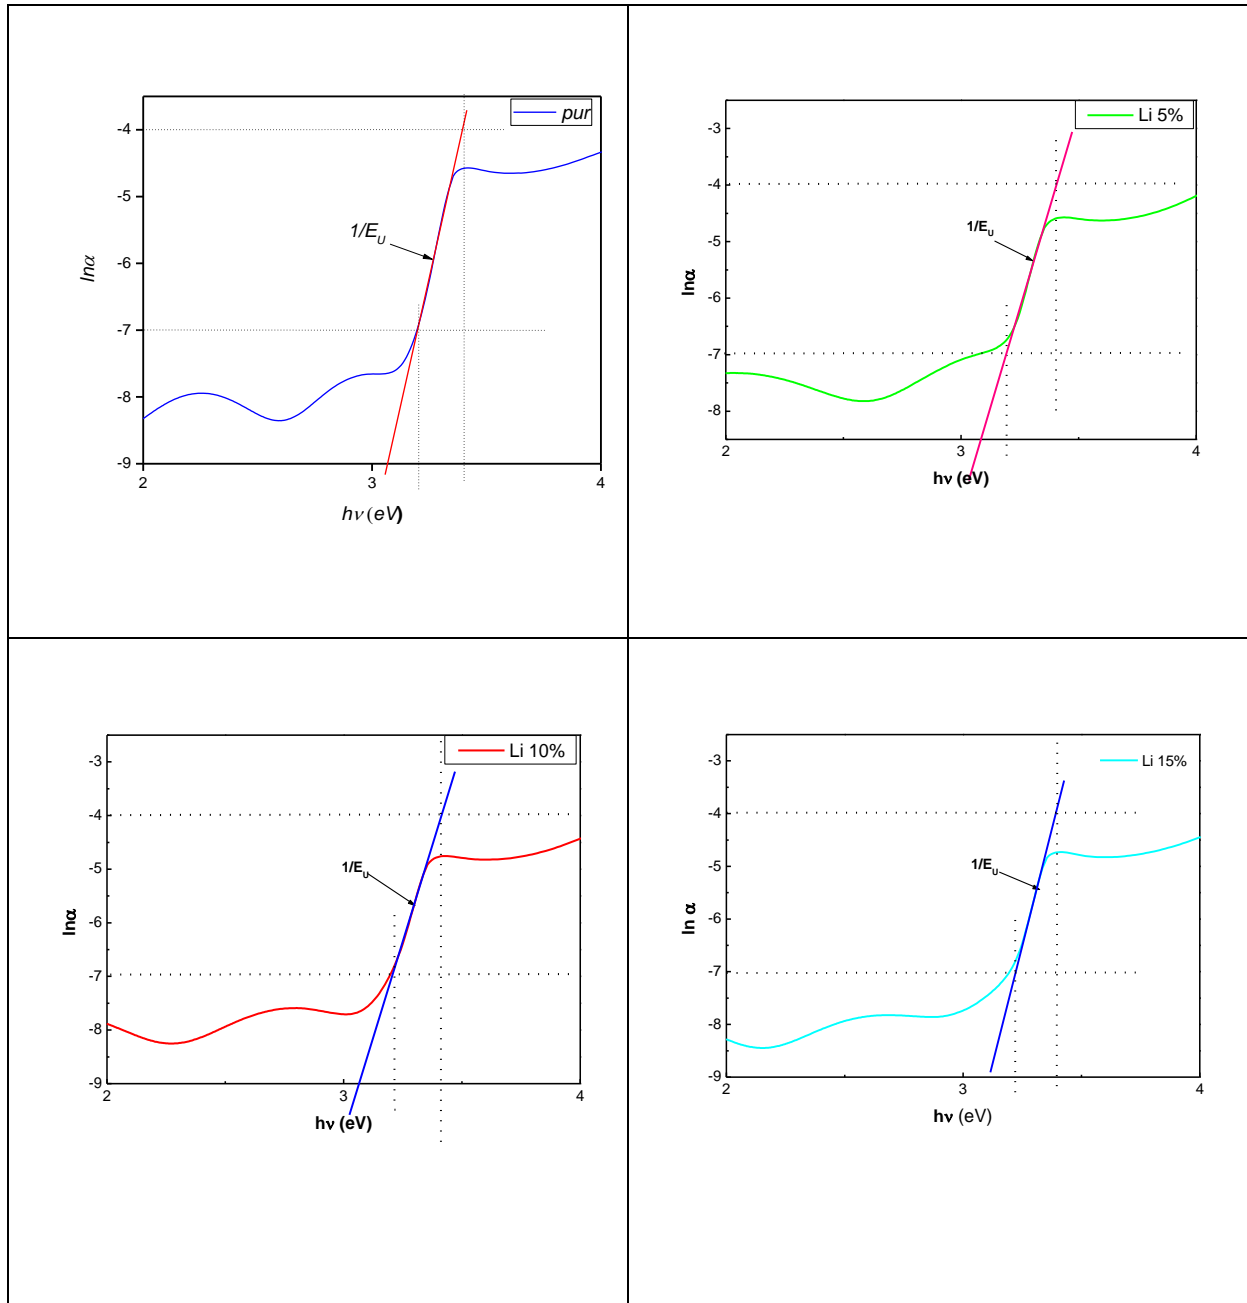 pur
-4
-5
-6
-7
-8
-9
1/E_U
lnα
2
3
4
hν (eV)
Li 5%
-3
-4
-5
-6
-7
-8
1/E_U
lnα
2
3
4
hν (eV)
Li 10%
-3
-4
-5
-6
-7
-8
-9
1/E_U
lnα
2
3
4
hν (eV)
Li 15%
-3
-4
-5
-6
-7
-8
-9
1/E_U
ln α
2
3
4
hν (eV)